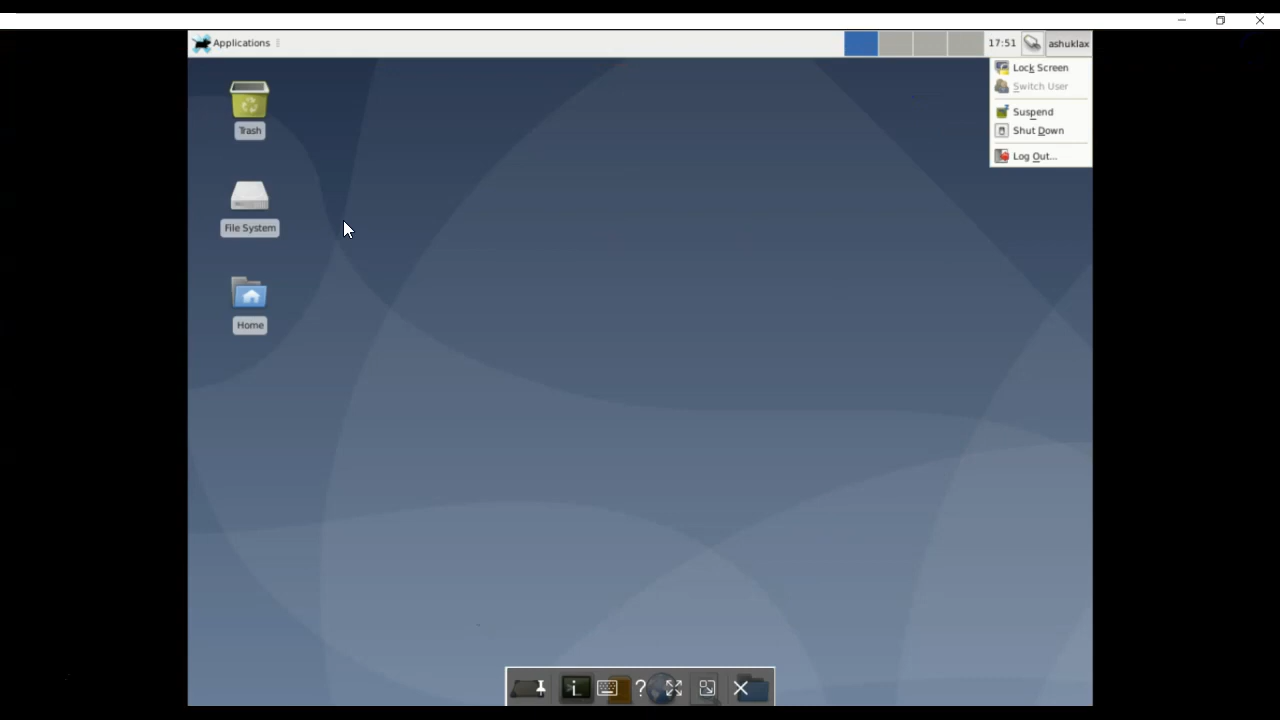 Applications
17:51
ashuklax
Lock Screen
Switch User
Suspend
Shut Down
Log Out...
Trash
File System
Home